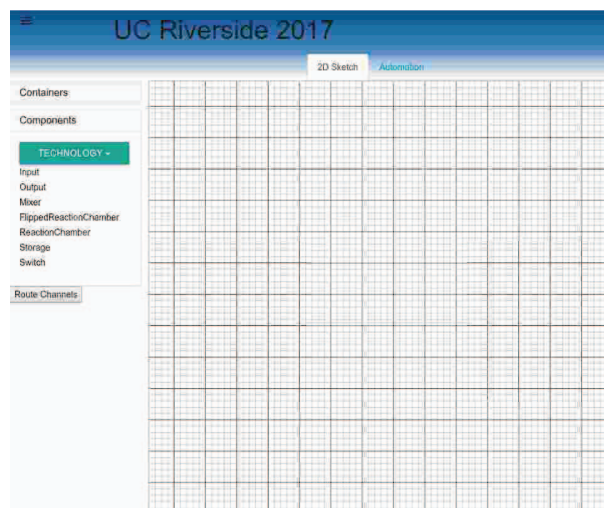 UC Riverside 2017
2D Sketch Automation
Containers
Components
TECHNOLOGY
Input
Output
Mixer
FlippedReactionChamber
ReactionChamber
Storage
Switch
Route Channels